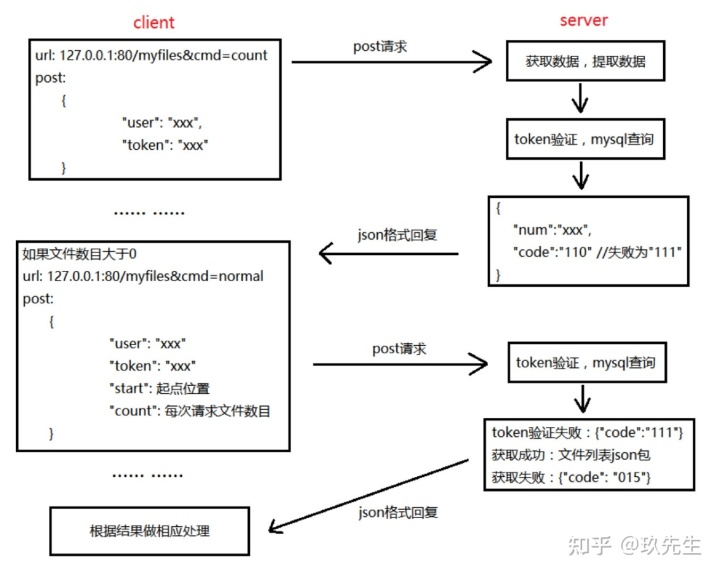 client
server
url: 127.0.0.1:80/myfiles&cmd=count
post:
{
"user": "xxx",
"token": "xxx"
}
post请求
获取数据，提取数据
token验证，mysql查询
{
"num":"xxx",
"code":"110" //失败为"111"
}
json格式回复
...... ......
如果文件数目大于0
url: 127.0.0.1:80/myfiles&cmd=normal
post:
{
"user": "xxx"
"token": "xxx"
"start": 起点位置
"count": 每次请求文件数目
}
post请求
token验证，mysql查询
token验证失败：{"code":"111"}
获取成功：文件列表json包
获取失败：{"code": "015"}
...... ......
json格式回复
根据结果做相应处理
知乎 @玖先生